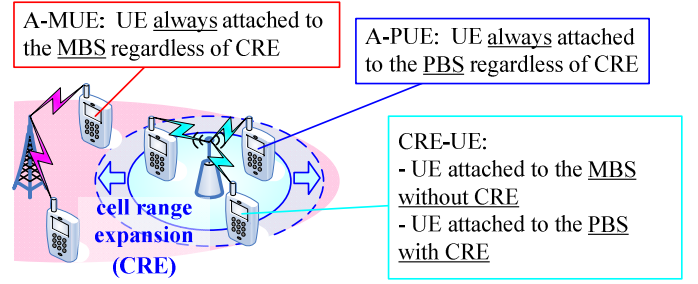 A-MUE: UE always attached to
the MBS regardless of CRE
A-PUE: UE always attached
to the PBS regardless of CRE
CRE-UE:
- UE attached to the MBS
without CRE
- UE attached to the PBS
with CRE
cell range
expansion
(CRE)